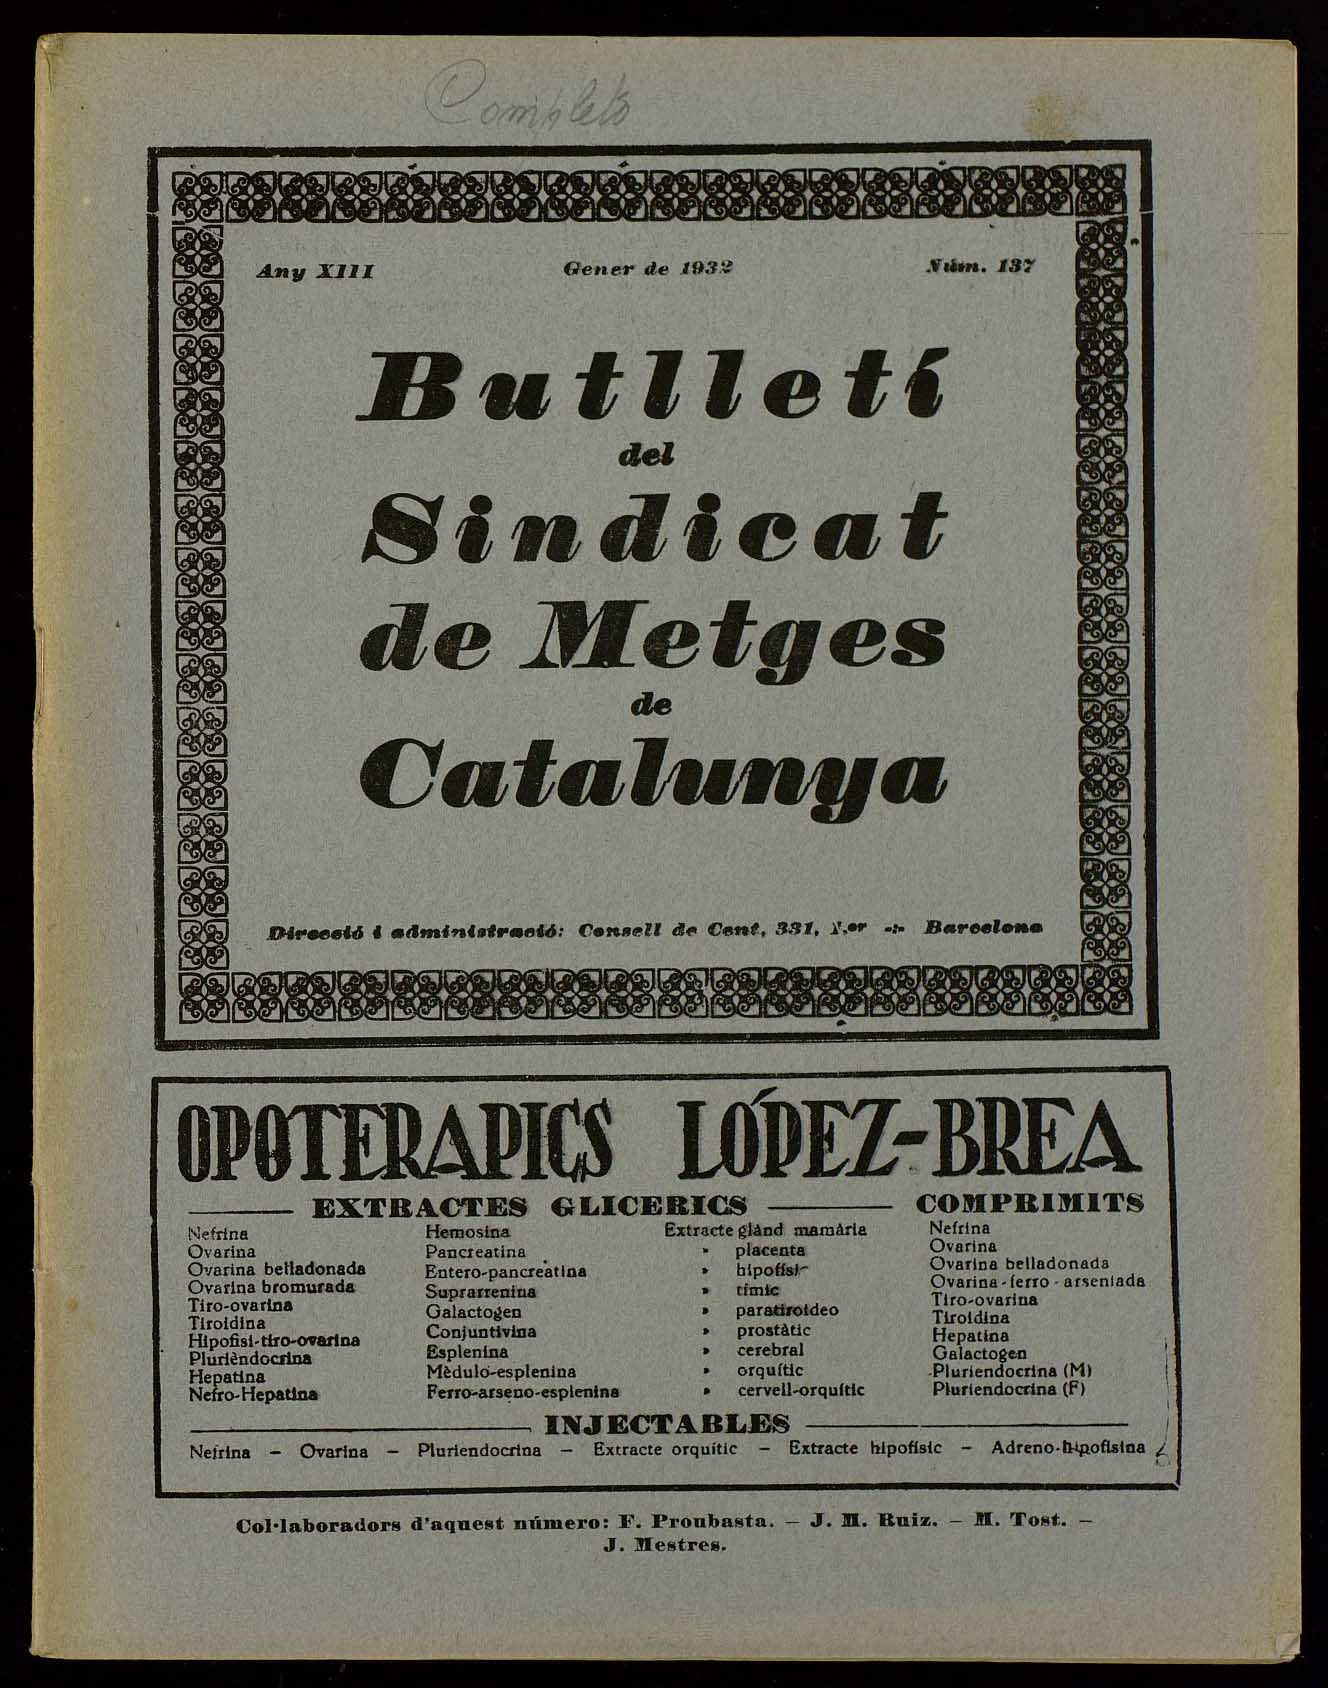 Completo
Any XIII Gener de 1932 Núm. 137
Butlletí
del
Sindicat
de Metges
de
Catalunya
Direcció i administració: Consell de Cent, 331, 1.er -:- Barcelona
OPOTERAPICS LÓPEZ-BREA
EXTRACTES GLICERICS
Nefrina
Ovarina
Ovarina belladonada
Ovarina bromurada
Tiro-ovarina
Tiroidina
Hipofisi-tiro-ovarina
Plurièndocrina
Hepatina
Nefro-Hepatina
Hemosina
Pancreatina
Entero-pancreàtina
Suprarrenina
Galactogen
Conjuntivina
Esplenina
Mèdulo-esplenina
Ferro-arseno-esplenina
Extracte glànd mamària
» placenta
» hipofisi
» tímic
» paratiroideo
» prostàtic
» cerebral
» orquític
» cervell-orquític
COMPRIMITS
Nefrina
Ovarina
Ovarina belladonada
Ovarina-ferro-arseniada
Tiro-ovarina
Tiroidina
Hepatina
Galactogen
Pluriendocrina (M)
Pluriendocrina (F)
INJECTABLES
Nefrina — Ovarina — Pluriendocrina — Extracte orquític — Extracte hipofisic — Adreno-hipofisina
Col·laboradors d'aquest número: F. Proubasta. — J. M. Ruiz. — M. Tost. —
J. Mestres.